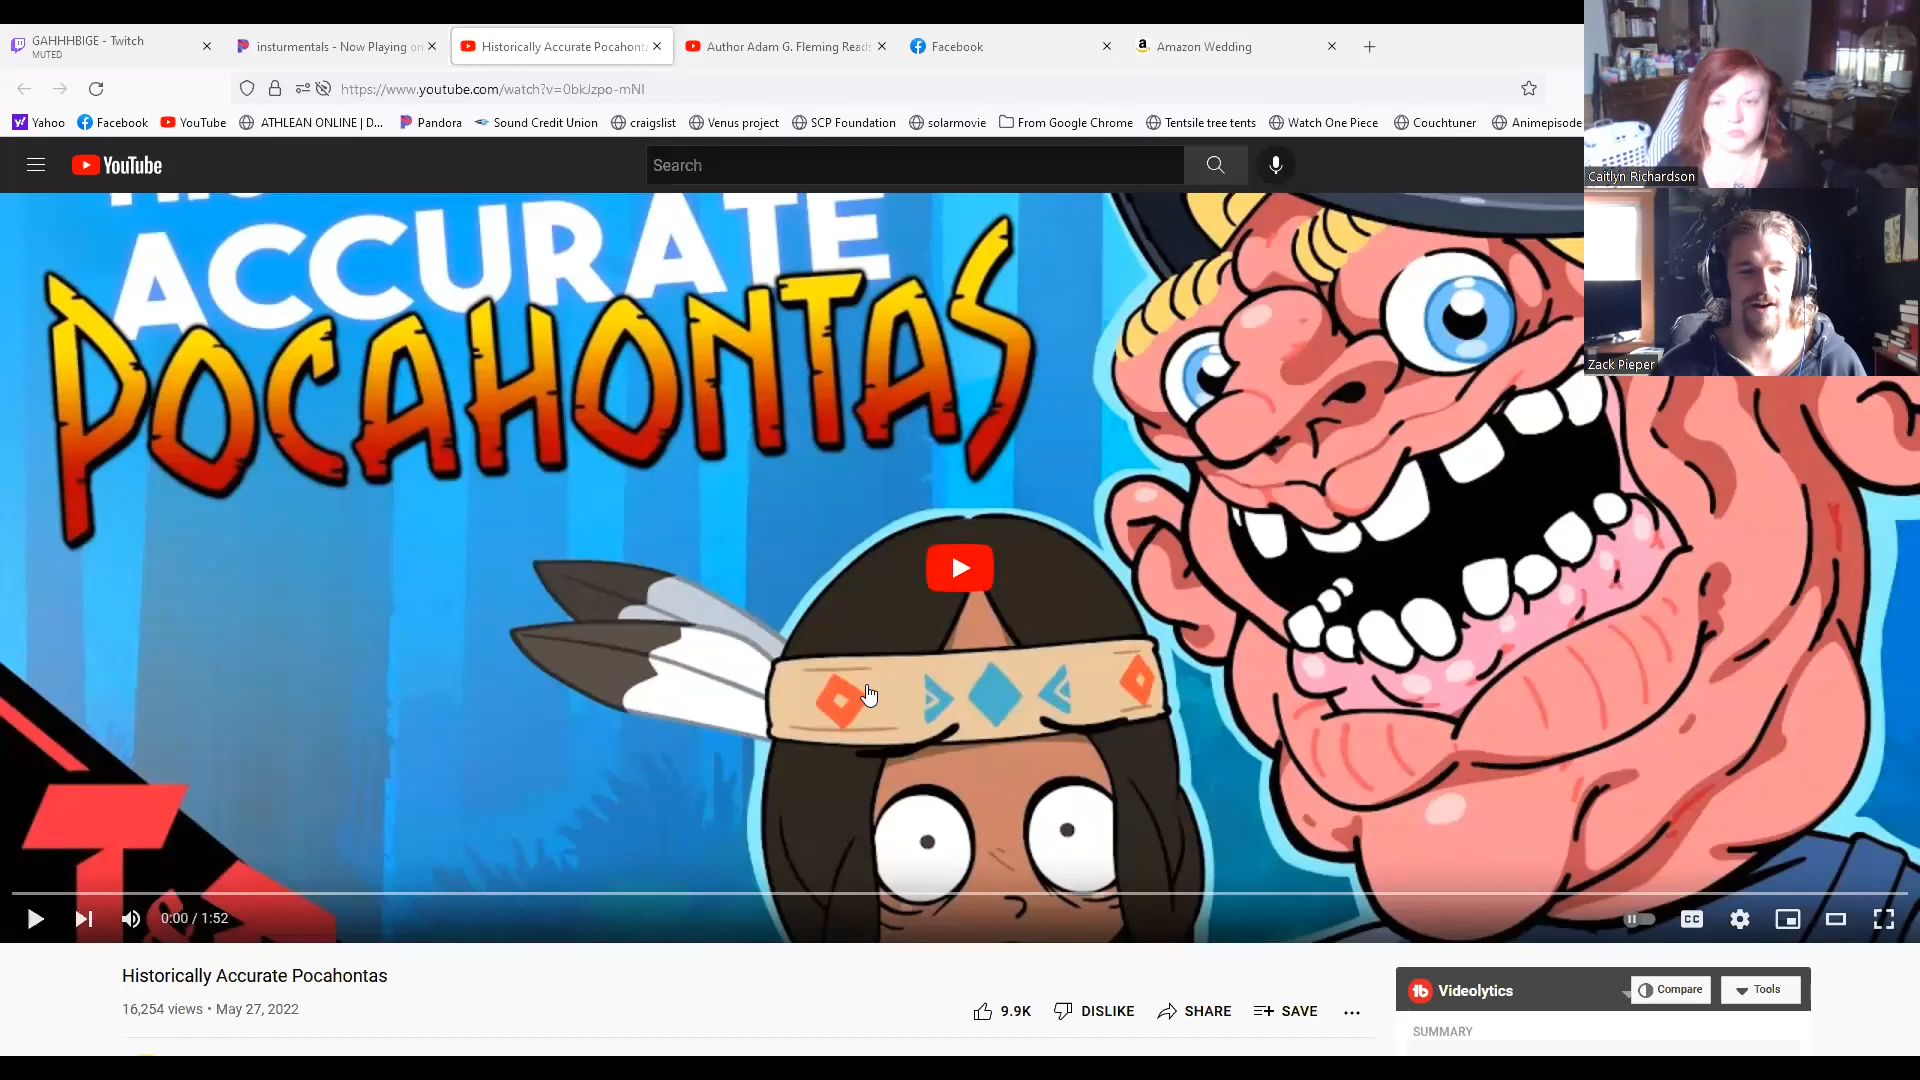 GAHHHBIGE - Twitch
MUTED
insturmentals - Now Playing on
Historically Accurate Pocahont
Author Adam G. Fleming Reads
Facebook
Amazon Wedding
https://www.youtube.com/watch?v=0bkJzpo-mNI
Yahoo
Facebook
YouTube
ATHLEAN ONLINE | D...
Pandora
Sound Credit Union
craigslist
Venus project
SCP Foundation
solarmovie
From Google Chrome
Tentsile tree tents
Watch One Piece
Couchtuner
Animepisode
YouTube
Search
Caitlyn Richardson
Zack Pieper
ACCURATE
POCAHONTAS
0:00 / 1:52
CC
Historically Accurate Pocahontas
16,254 views • May 27, 2022
9.9K
DISLIKE
SHARE
SAVE
Videolytics
Compare
Tools
SUMMARY